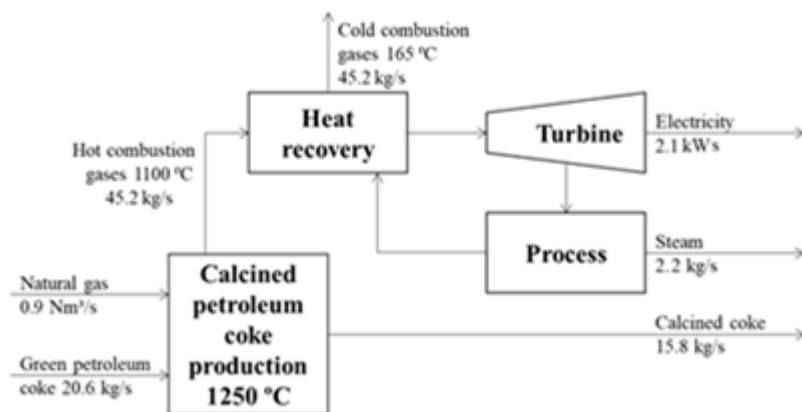 Cold combustion
gases 165 ºC
45.2 kg/s
Heat
recovery
Turbine
Electricity
2.1 kWs
Hot combustion
gases 1100 ºC
45.2 kg/s
Process
Steam
2.2 kg/s
Natural gas
0.9 Nm³/s
Calcined
petroleum
coke
production
1250 ºC
Calcined coke
15.8 kg/s
Green petroleum
coke 20.6 kg/s